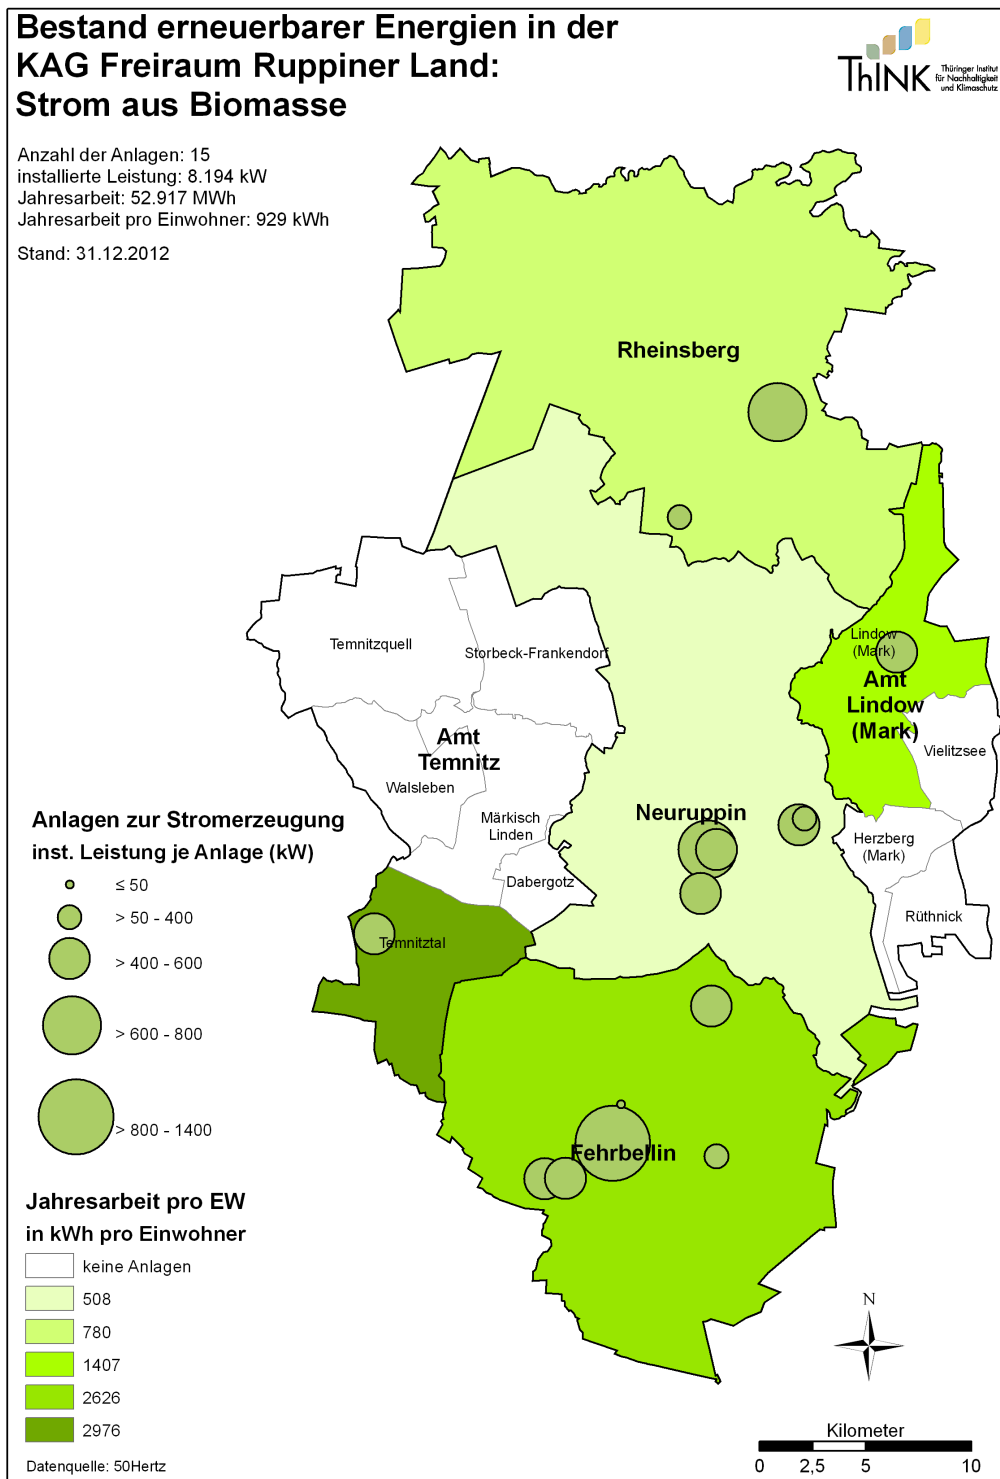 Bestand erneuerbarer Energien in der
KAG Freiraum Ruppiner Land:
Strom aus Biomasse
ThINK
Thüringer Institut
für Nachhaltigkeit
und Klimaschutz
Anzahl der Anlagen: 15
installierte Leistung: 8.194 kW
Jahresarbeit: 52.917 MWh
Jahresarbeit pro Einwohner: 929 kWh
Stand: 31.12.2012
Rheinsberg
Temnitzquell
Storbeck-Frankendorf
Lindow
(Mark)
Amt
Lindow
(Mark)
Vielitzsee
Amt
Temnitz
Walsleben
Märkisch
Linden
Dabergotz
Neuruppin
Herzberg
(Mark)
Rüthnick
Temnitztal
Fehrbellin
Anlagen zur Stromerzeugung
inst. Leistung je Anlage (kW)
≤ 50
> 50 - 400
> 400 - 600
> 600 - 800
> 800 - 1400
Jahresarbeit pro EW
in kWh pro Einwohner
keine Anlagen
508
780
1407
2626
2976
Datenquelle: 50Hertz
N
Kilometer
0 2,5 5 10